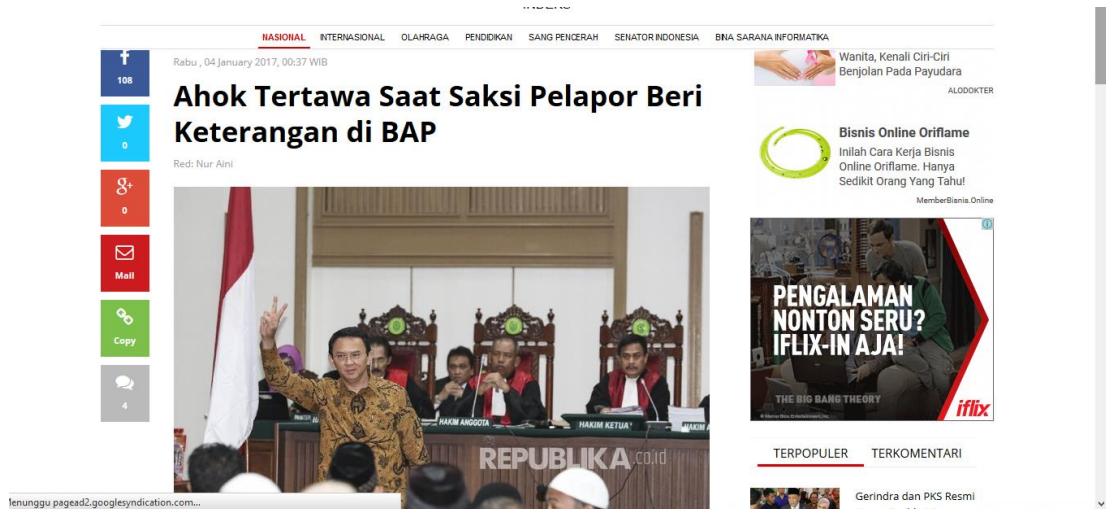 NASIONAL INTERNASIONAL OLAHRAGA PENDIDIKAN SANG PENCERAH SENATOR INDONESIA BINA SARANA INFORMATIKA
108
0
g+
0
Mail
Copy
4
Rabu , 04 January 2017, 00:37 WIB
Ahok Tertawa Saat Saksi Pelapor Beri
Keterangan di BAP
Red: Nur Aini
HAKIM ANGGOTA
HAKIM KETUA
HAKIM A
REPUBLIKA.co.id
Wanita, Kenali Ciri-Ciri
Benjolan Pada Payudara
ALODOKTER
Bisnis Online Oriflame
Inilah Cara Kerja Bisnis
Online Oriflame. Hanya
Sedikit Orang Yang Tahu!
MemberBisnis.Online
PENGALAMAN
NONTON SERU?
IFLIX-IN AJA!
THE BIG BANG THEORY
iflix
TERPOPULER TERKOMENTARI
Gerindra dan PKS Resmi
Menunggu pagead2.googlesyndication.com...